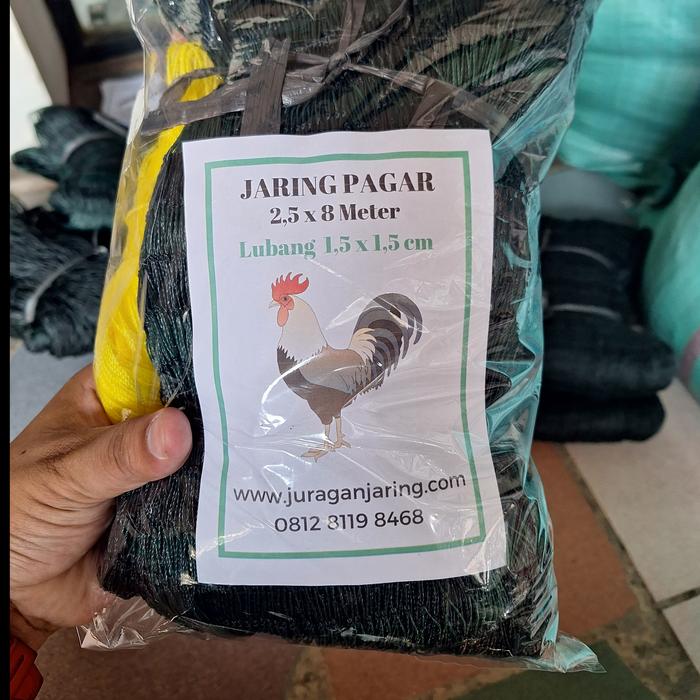 JARING PAGAR
2,5 x 8 Meter
Lubang 1,5 x 1,5 cm
www.juraganjaring.com
0812 8119 8468